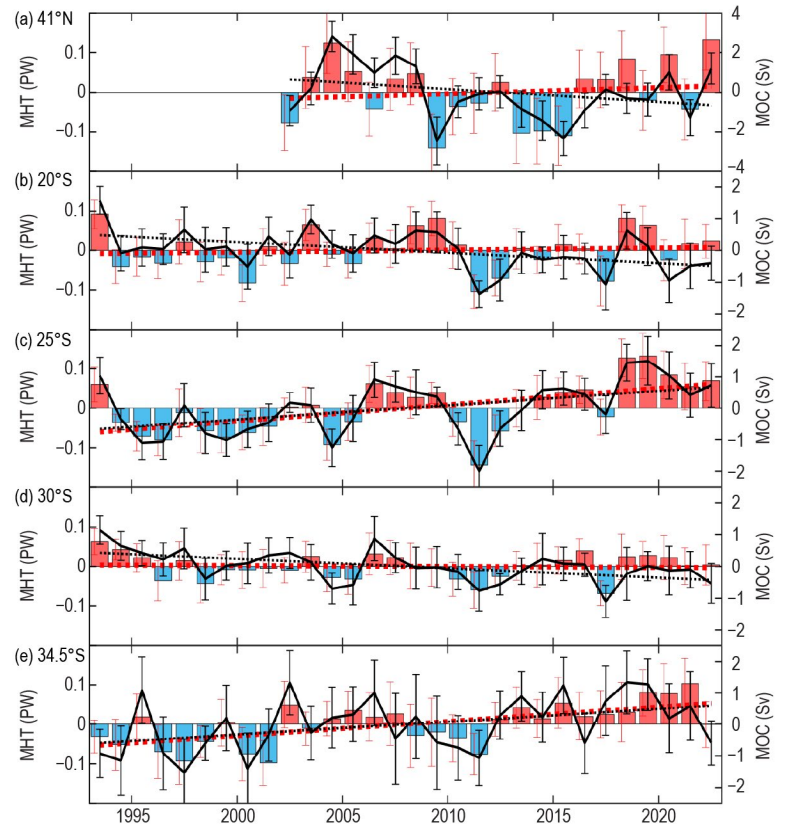 (a) 41°N
MHT (PW)
0.1
0
−0.1
4
2
0
−2
−4
MOC (Sv)
(b) 20°S
MHT (PW)
0.1
0
−0.1
2
1
0
−1
−2
MOC (Sv)
(c) 25°S
MHT (PW)
0.1
0
−0.1
2
1
0
−1
−2
MOC (Sv)
(d) 30°S
MHT (PW)
0.1
0
−0.1
2
1
0
−1
−2
MOC (Sv)
(e) 34.5°S
MHT (PW)
0.1
0
−0.1
2
1
0
−1
−2
MOC (Sv)
1995 2000 2005 2010 2015 2020